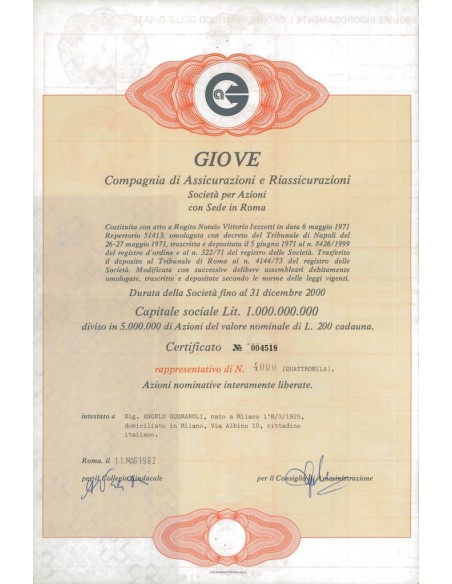 GIOVE
Compagnia di Assicurazioni e Riassicurazioni
Società per Azioni
con Sede in Roma
Costituita con atto a Rogito Notaio Vittorio Iazzetti in data 6 maggio 1971
Repertorio 51413, omologata con decreto del Tribunale di Napoli del
26-27 maggio 1971, trascritta e depositata il 5 giugno 1971 al n. 8426/1999
del registro d'ordine e al n. 322/71 del registro delle Società. Trasferito
il deposito al Tribunale di Roma al n. 4144/73 del registro delle
Società. Modificata con successive delibere assembleari debitamente
omologate, trascritte e depositate secondo le norme delle leggi vigenti.
Durata della Società fino al 31 dicembre 2000
Capitale sociale Lit. 1.000.000.000
diviso in 5.000.000 di Azioni del valore nominale di L. 200 cadauna.
Certificato № 004518
rappresentativo di N. 4000 (QUATTROMILA).
Azioni nominative interamente liberate.
intestato a Sig. ANGELO GUSMAROLI, nato a Milano l'8/3/1925,
domiciliato in Milano, Via Albino 10, cittadino
italiano.
Roma, il 11 MAG 1982
per il Collegio Sindacale per il Consiglio di Amministrazione